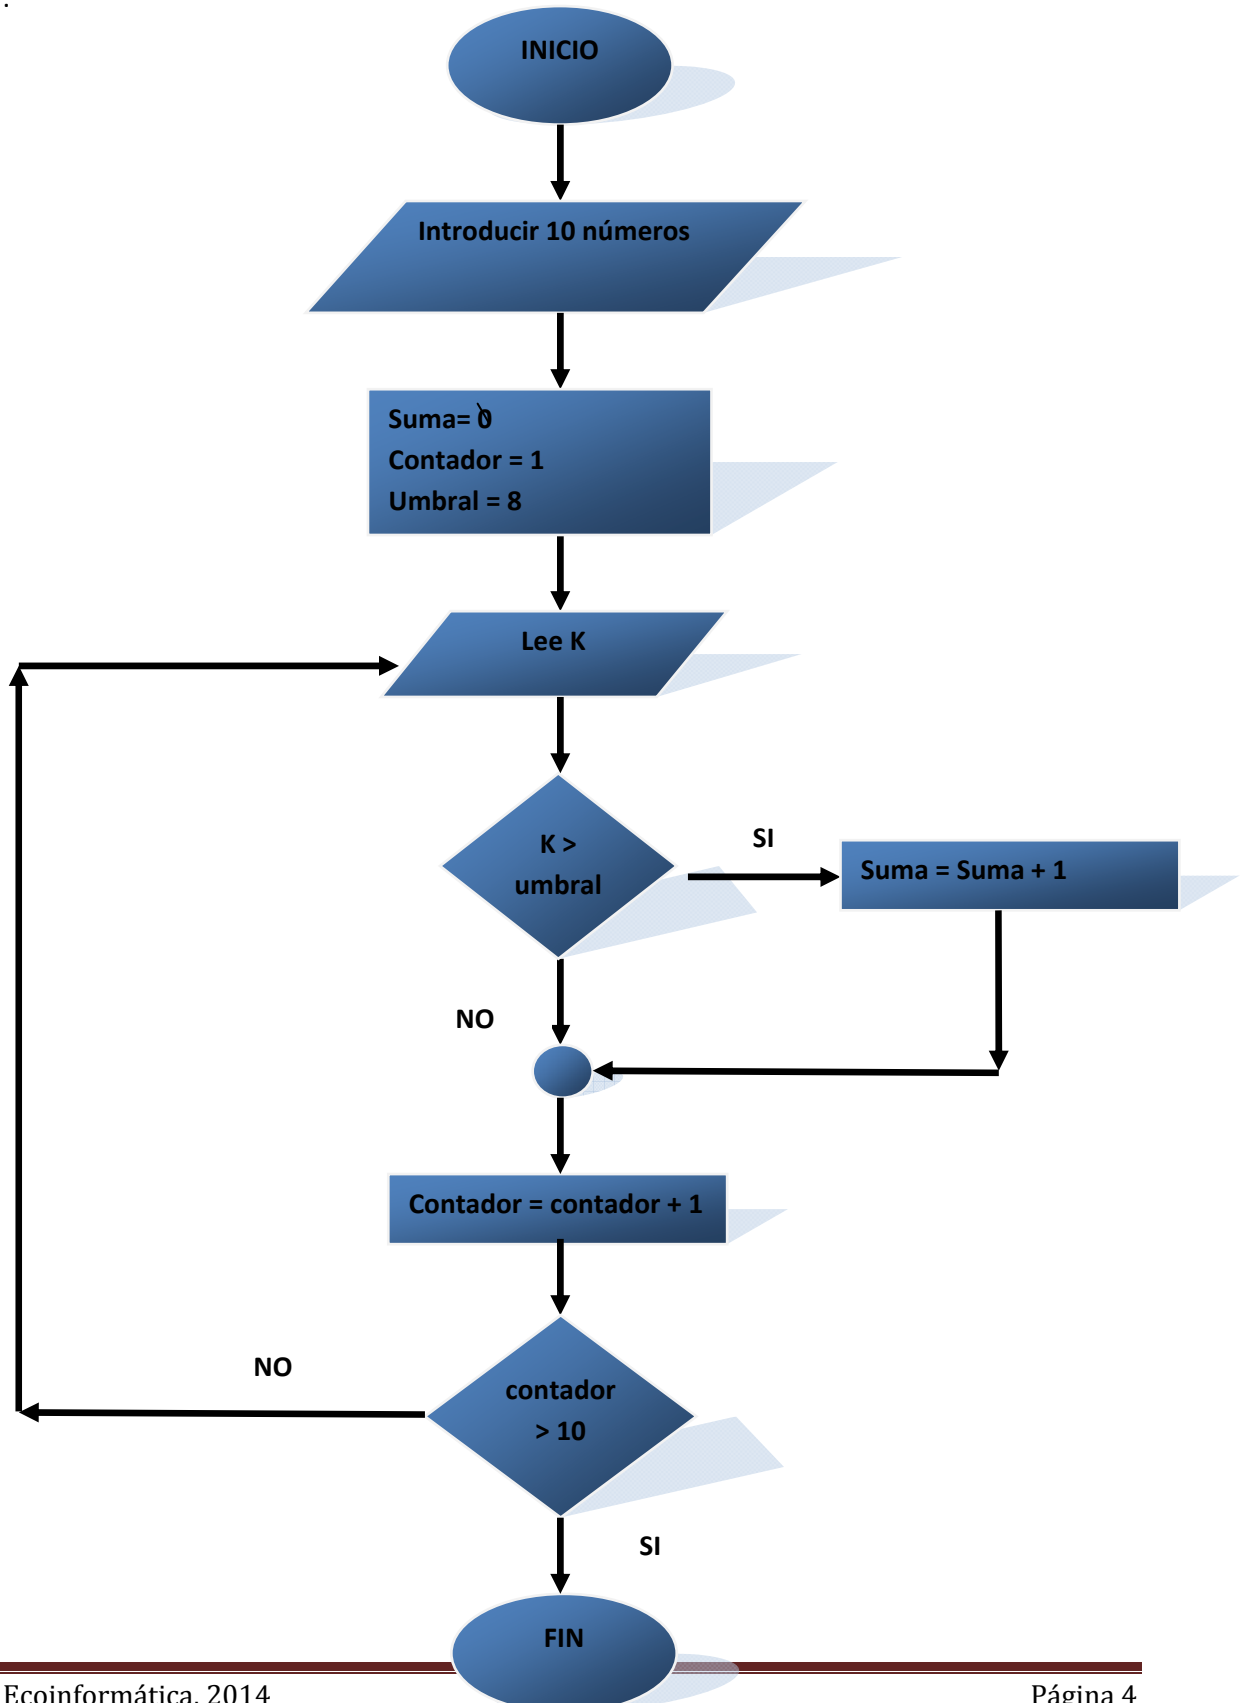 .
INICIO
Introducir 10 números
Suma= 0
Contador = 1
Umbral = 8
Lee K
K >
umbral
SI
Suma = Suma + 1
NO
Contador = contador + 1
NO
contador
> 10
SI
FIN
Ecoinformática, 2014
Página 4